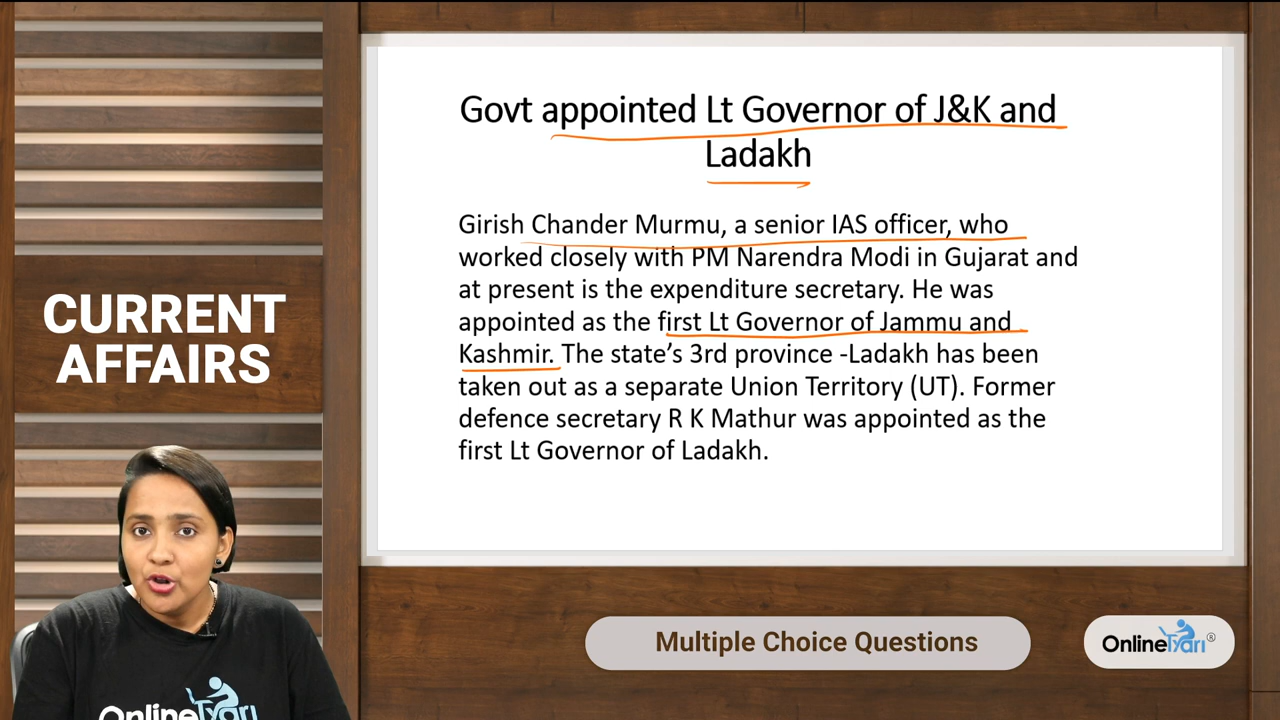 Govt appointed Lt Governor of J&K and
Ladakh
Girish Chander Murmu, a senior IAS officer, who
worked closely with PM Narendra Modi in Gujarat and
at present is the expenditure secretary. He was
appointed as the first Lt Governor of Jammu and
Kashmir. The state's 3rd province -Ladakh has been
taken out as a separate Union Territory (UT). Former
defence secretary R K Mathur was appointed as the
first Lt Governor of Ladakh.
CURRENT
AFFAIRS
Multiple Choice Questions
OnlineTyari®
OnlineTyari